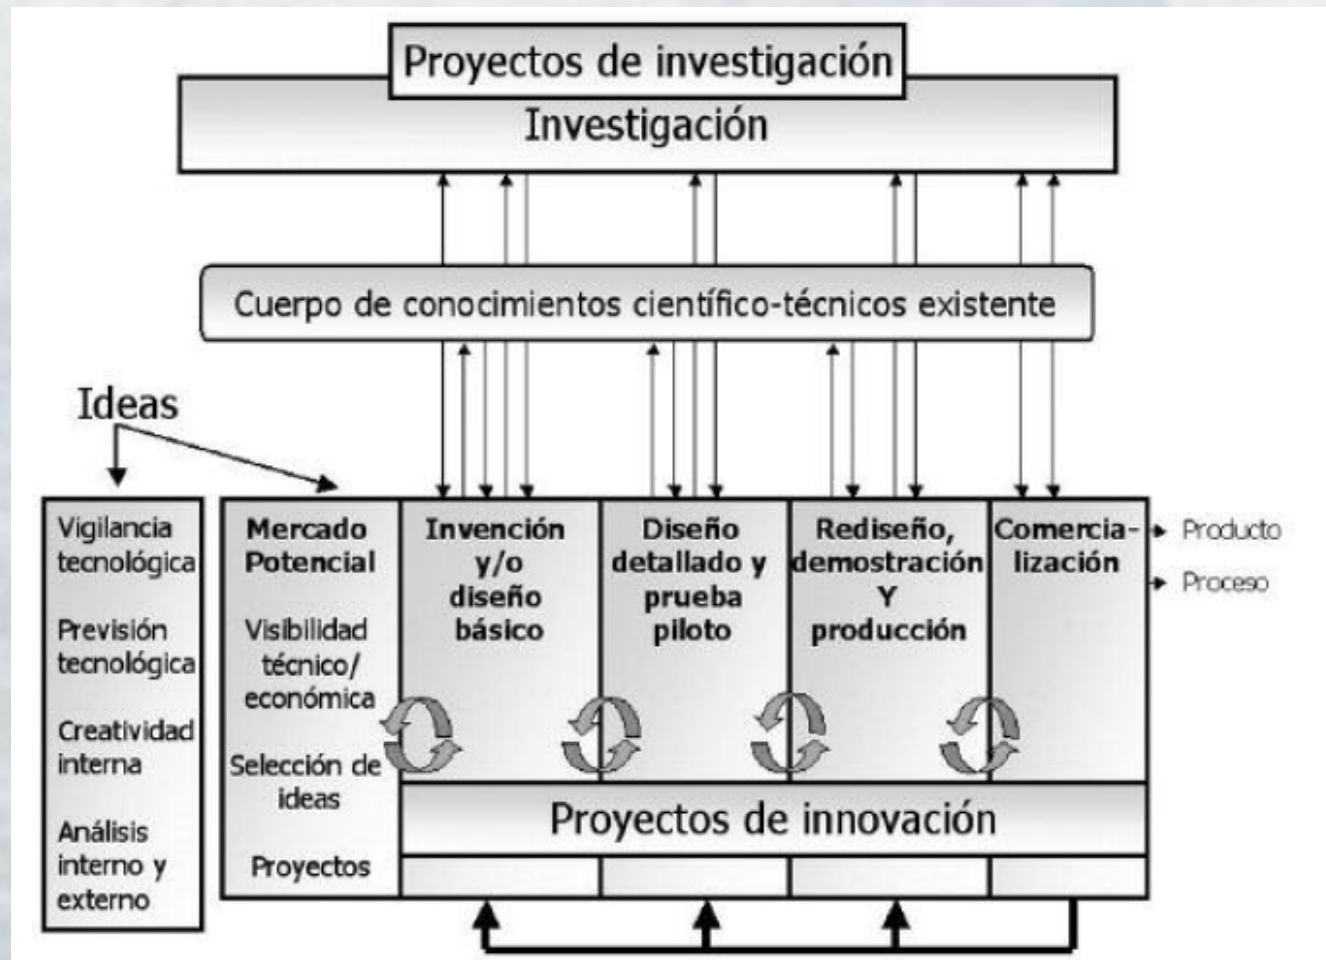 Proyectos de investigación
Investigación
Cuerpo de conocimientos científico-técnicos existente
Ideas
Vigilancia
tecnológica
Previsión
tecnológica
Creatividad
interna
Análisis
interno y
externo
Mercado
Potencial
Visibilidad
técnico/
económica
Selección de
ideas
Proyectos
Invención
y/o
diseño
básico
Diseño
detallado y
prueba
piloto
Rediseño,
demostración
Y
producción
Comercia-
lización
Producto
Proceso
Proyectos de innovación